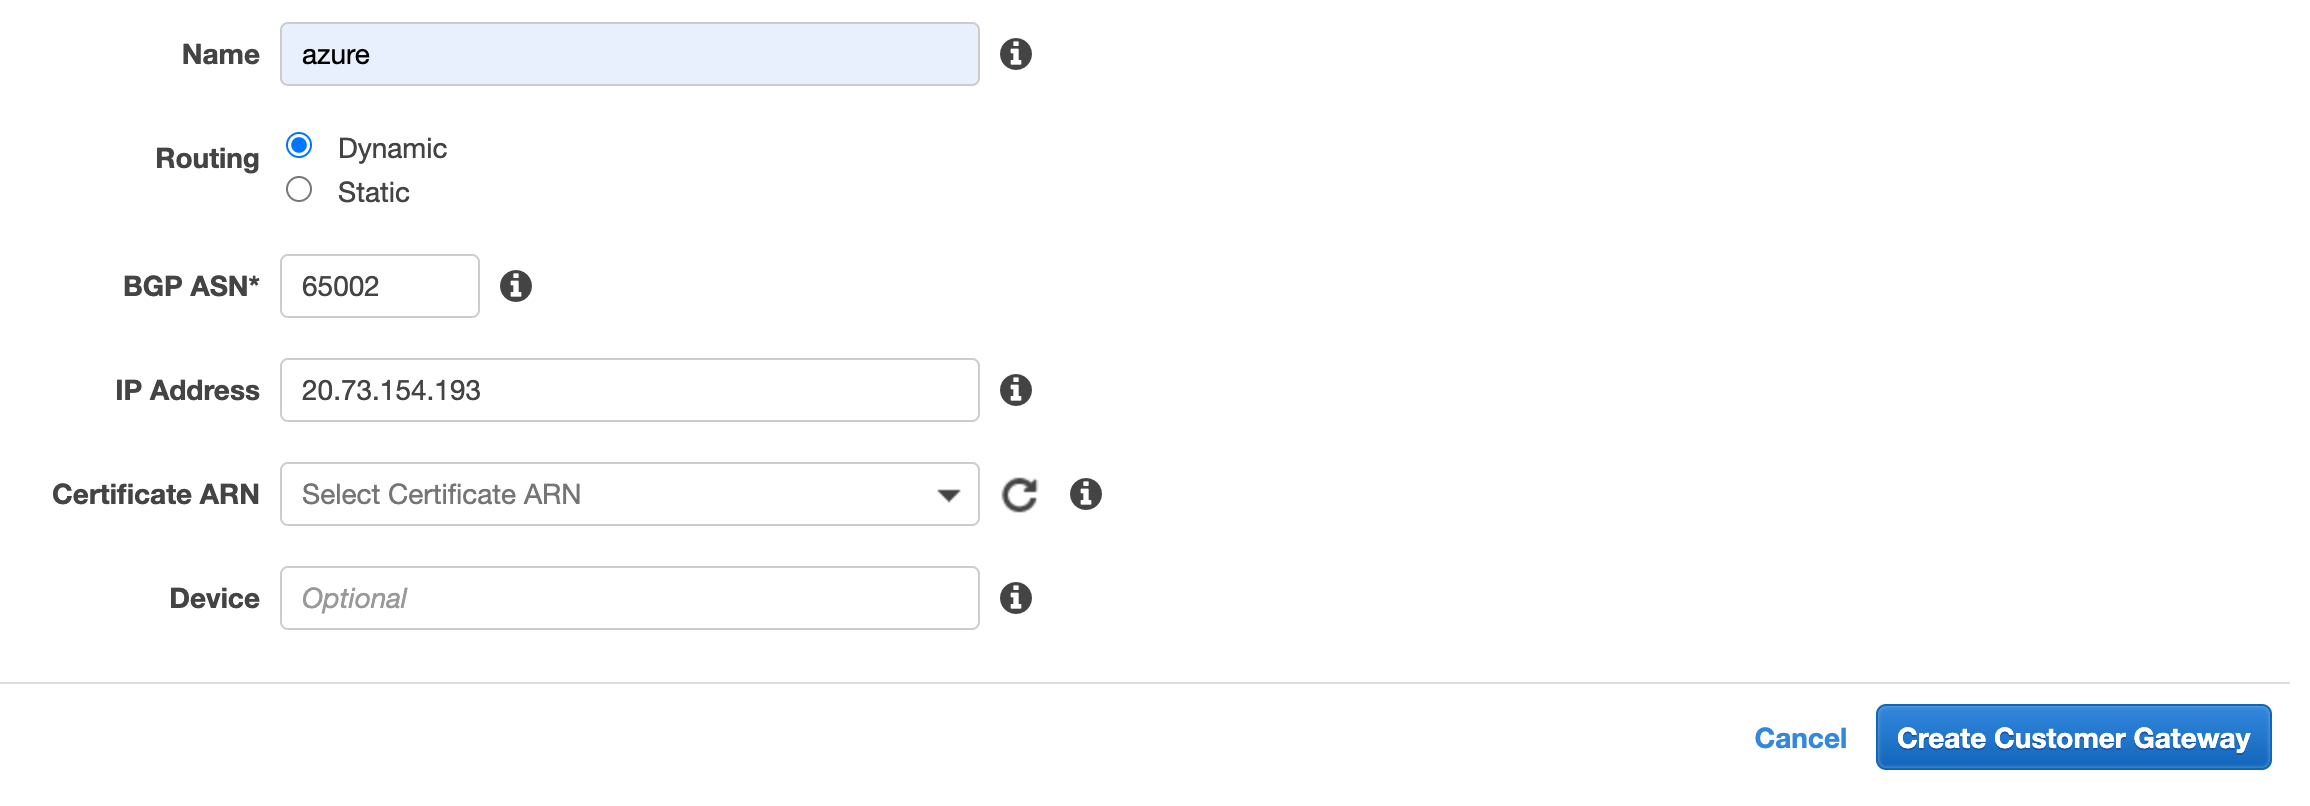 Name azure
Routing Dynamic
Static
BGP ASN* 65002
IP Address 20.73.154.193
Certificate ARN Select Certificate ARN
Device Optional
Cancel Create Customer Gateway